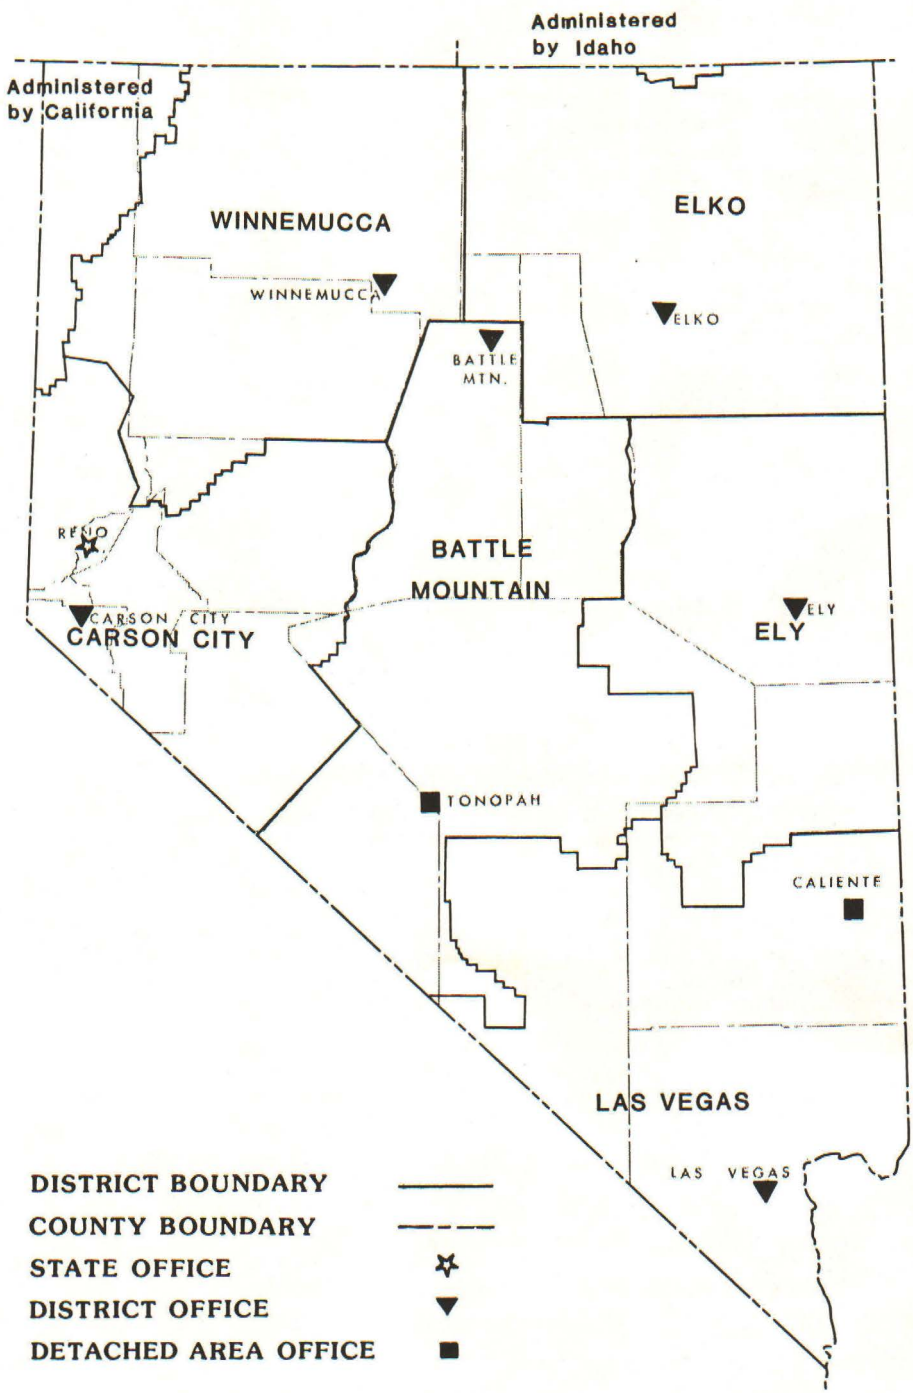 Administered
by Idaho
Administered
by California
WINNEMUCCA
ELKO
WINNEMUCCA
ELKO
BATTLE
MTN.
RENO
BATTLE
MOUNTAIN
CARSON CITY
CARSON CITY
ELY
ELY
TONOPAH
CALIENTE
LAS VEGAS
LAS VEGAS
DISTRICT BOUNDARY
COUNTY BOUNDARY
STATE OFFICE
DISTRICT OFFICE
DETACHED AREA OFFICE